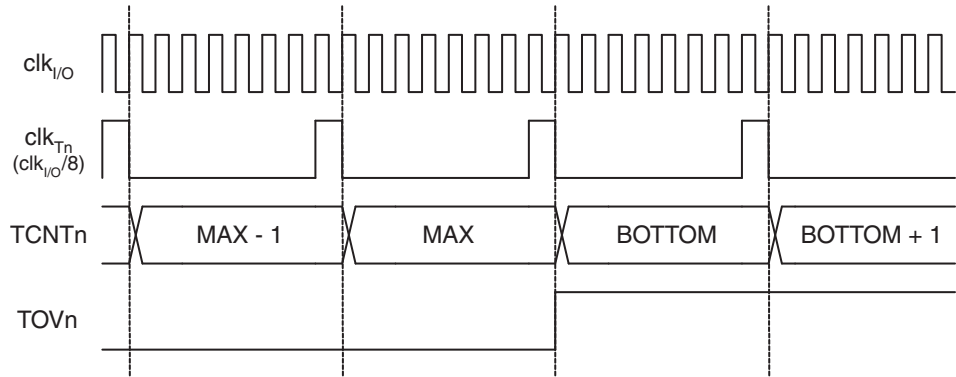 clkI/O
clkTn
(clkI/O/8)
TCNTn
MAX - 1
MAX
BOTTOM
BOTTOM + 1
TOVn